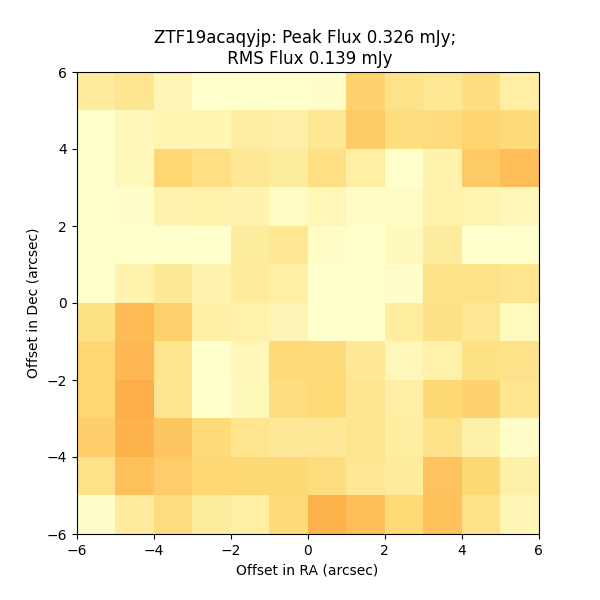 ZTF19acaqyjp: Peak Flux 0.326 mJy;
RMS Flux 0.139 mJy
6
4
2
0
−2
−4
−6
Offset in Dec (arcsec)
−6 −4 −2 0 2 4 6
Offset in RA (arcsec)